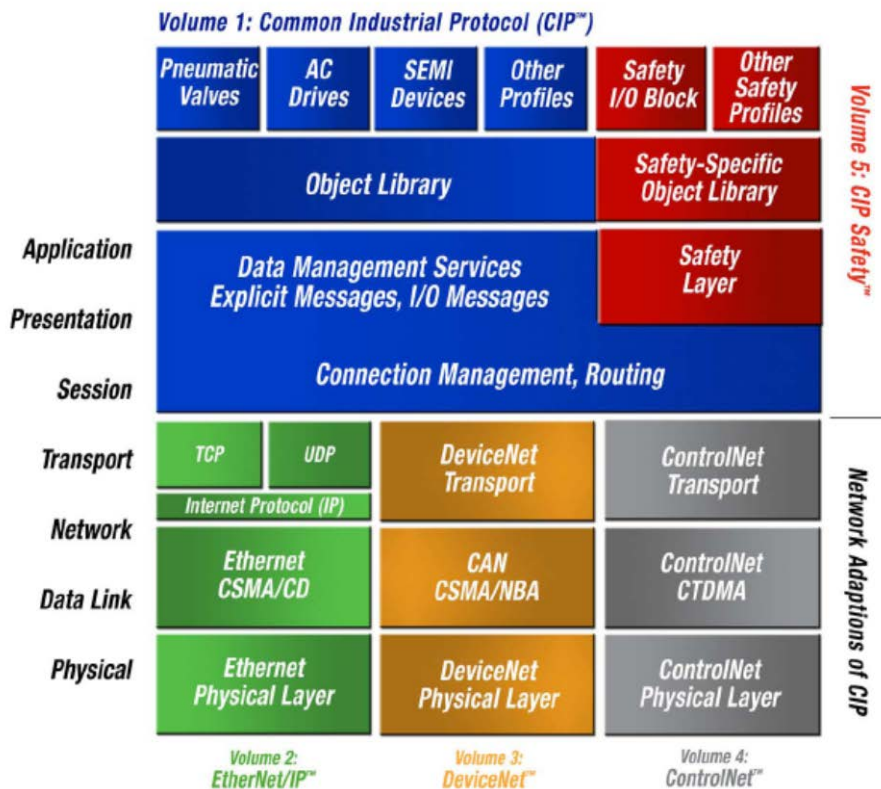 Volume 1: Common Industrial Protocol (CIP™)
Pneumatic
Valves
AC
Drives
SEMI
Devices
Other
Profiles
Safety
I/O Block
Other
Safety
Profiles
Object Library
Safety-Specific
Object Library
Volume 5: CIP Safety™
Application
Presentation
Session
Data Management Services
Explicit Messages, I/O Messages
Safety
Layer
Connection Management, Routing
Transport
Network
Data Link
Physical
TCP
UDP
Internet Protocol (IP)
DeviceNet
Transport
ControlNet
Transport
Ethernet
CSMA/CD
CAN
CSMA/NBA
ControlNet
CTDMA
Ethernet
Physical Layer
DeviceNet
Physical Layer
ControlNet
Physical Layer
Network Adaptions of CIP
Volume 2:
EtherNet/IP™
Volume 3:
DeviceNet™
Volume 4:
ControlNet™